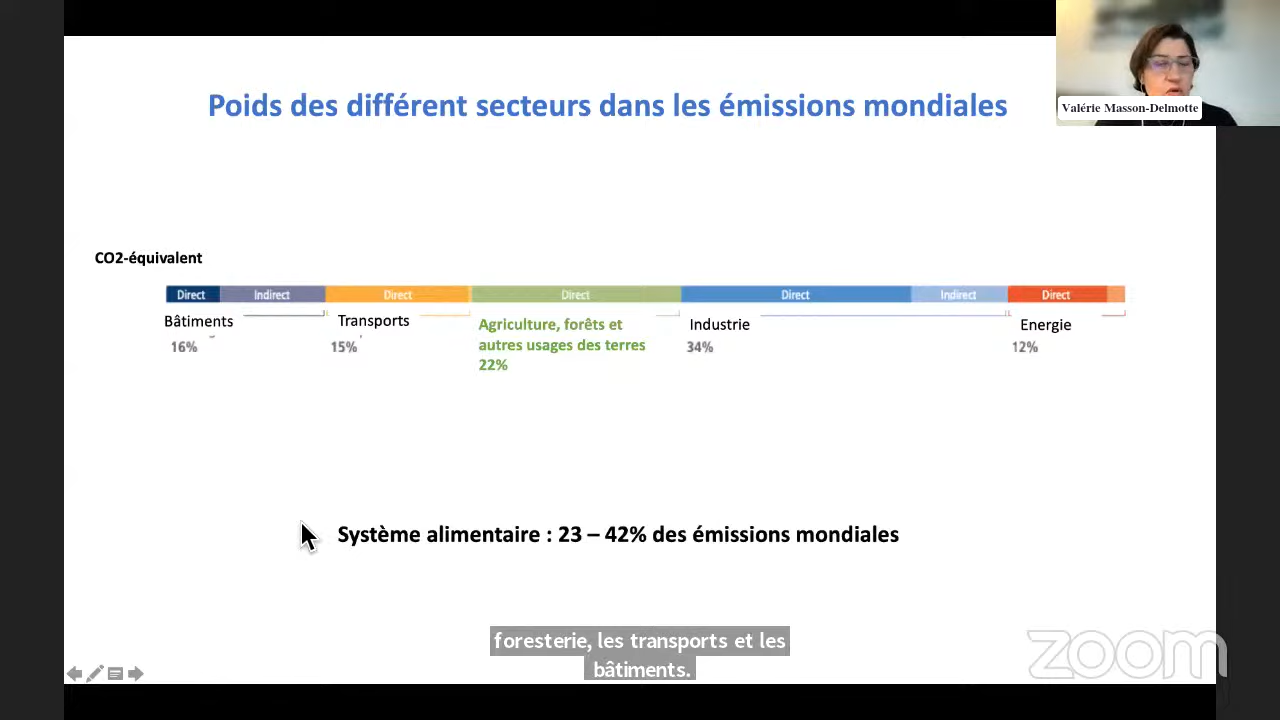 Poids des différent secteurs dans les émissions mondiales
Valérie Masson-Delmotte
CO2-équivalent
Direct Indirect Direct Direct Direct Indirect Direct
Bâtiments Transports Agriculture, forêts et Industrie Energie
autres usages des terres
16% 15% 22% 34% 12%
Système alimentaire : 23 – 42% des émissions mondiales
foresterie, les transports et les
bâtiments.
zoom